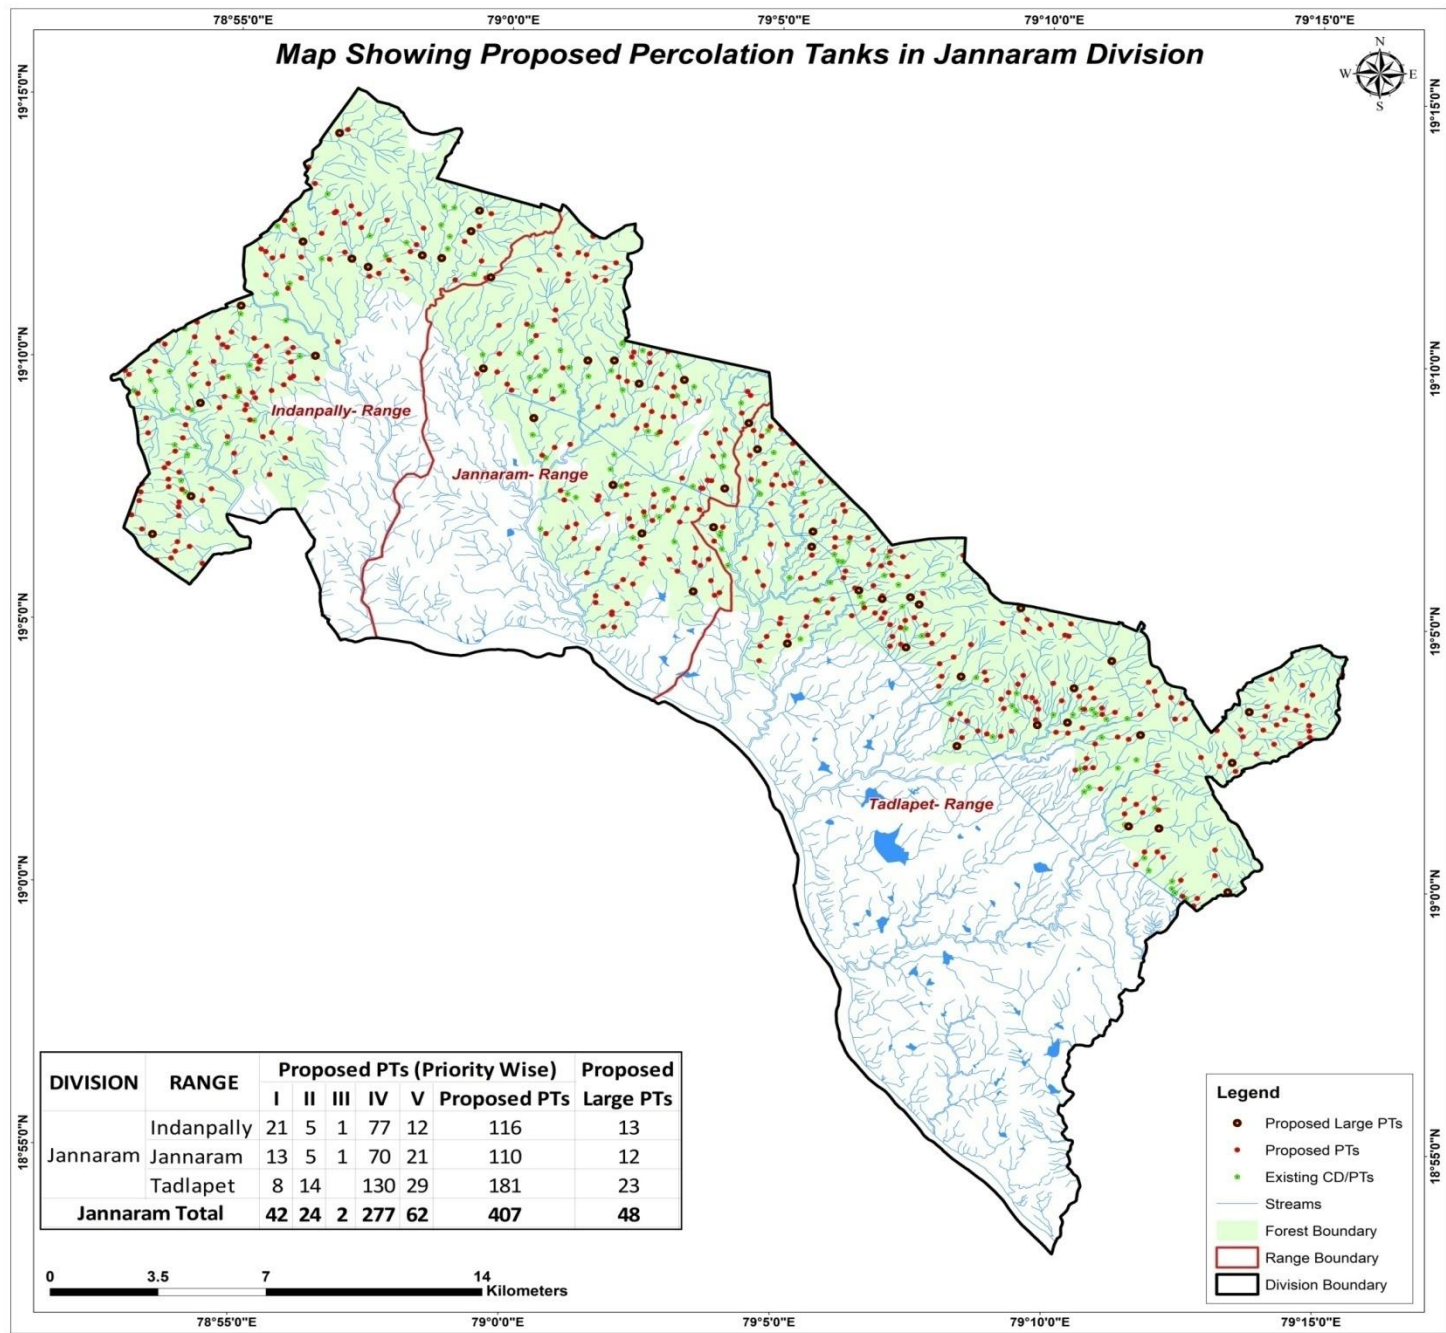 78°55'0"E 79°0'0"E 79°5'0"E 79°10'0"E 79°15'0"E
Map Showing Proposed Percolation Tanks in Jannaram Division
N
W E
S
19°15'0"N 19°15'0"N
19°10'0"N 19°10'0"N
Indanpally- Range
Jannaram- Range
19°5'0"N 19°5'0"N
Tadlapet- Range
19°0'0"N 19°0'0"N
18°55'0"N 18°55'0"N
DIVISION RANGE Proposed PTs (Priority Wise) Proposed
I II III IV V Proposed PTs Large PTs
Indanpally 21 5 1 77 12 116 13
Jannaram Jannaram 13 5 1 70 21 110 12
Tadlapet 8 14 130 29 181 23
Jannaram Total 42 24 2 277 62 407 48
0 3.5 7 14
Kilometers
Legend
Proposed Large PTs
Proposed PTs
Existing CD/PTs
Streams
Forest Boundary
Range Boundary
Division Boundary
78°55'0"E 79°0'0"E 79°5'0"E 79°10'0"E 79°15'0"E